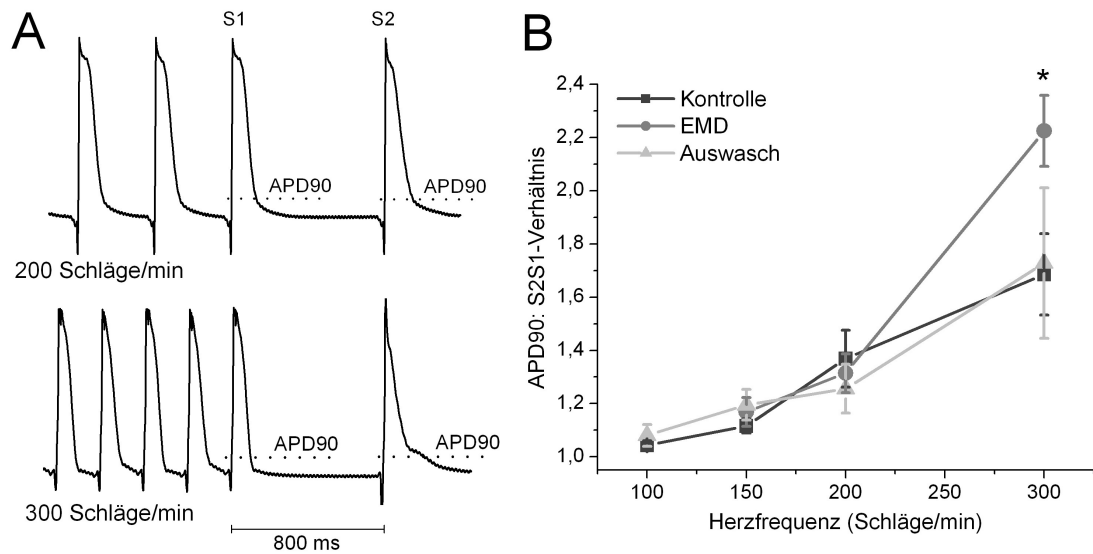 A
S1
S2
APD90
APD90
200 Schläge/min
APD90
APD90
300 Schläge/min
800 ms
B
*
Kontrolle
EMD
Auswasch
APD90: S2S1-Verhältnis
2,4
2,2
2,0
1,8
1,6
1,4
1,2
1,0
100
150
200
250
300
Herzfrequenz (Schläge/min)